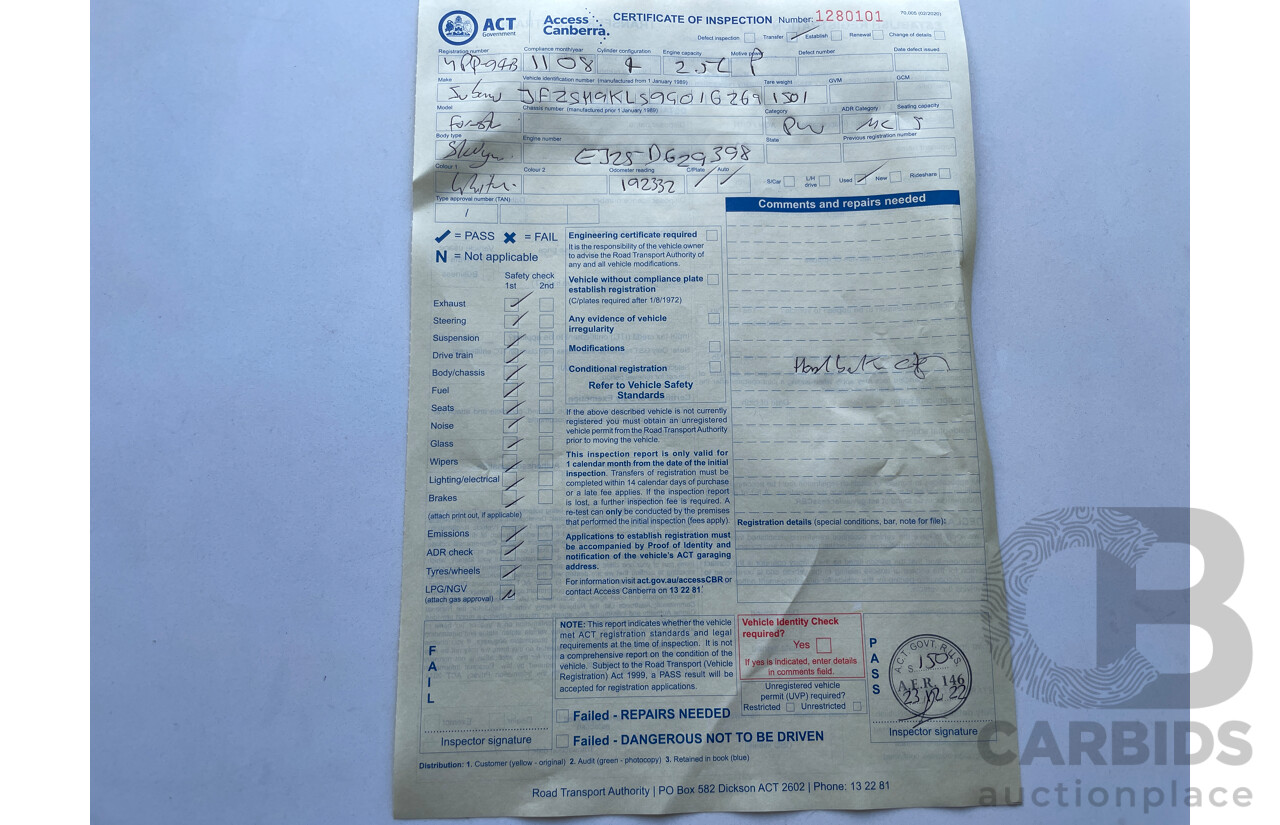 ACT Government
Access Canberra.
CERTIFICATE OF INSPECTION Number: 1280101
70.005 (02/2020)
Defect inspection Transfer Establish Renewal Change of details
Registration number Compliance month/year Cylinder configuration Engine capacity Motive power Defect number Date defect issued
1108 4 2.5L P
Make Vehicle identification number (manufactured from 1 January 1989) Tare weight GVM GCM
Subaru JF2SH9KLS9G016269 1501
Model Chassis number (manufactured prior 1 January 1989) Category ADR Category Seating capacity
MC 5
Body type Engine number State Previous registration number
EJ25-D629398
Colour 1 Colour 2 Odometer reading C/Plate Auto S/Car L/H drive Used New Rideshare
White 192332
Type approval number (TAN)
Comments and repairs needed
= PASS = FAIL
N = Not applicable
Safety check
1st 2nd
Exhaust
Steering
Suspension
Drive train
Body/chassis
Fuel
Seats
Noise
Glass
Wipers
Lighting/electrical
Brakes
(attach print out, if applicable)
Emissions
ADR check
Tyres/wheels
LPG/NGV N
(attach gas approval)
Engineering certificate required
It is the responsibility of the vehicle owner
to advise the Road Transport Authority of
any and all vehicle modifications.
Vehicle without compliance plate
establish registration
(C/plates required after 1/8/1972)
Any evidence of vehicle
irregularity
Modifications
Conditional registration
Refer to Vehicle Safety
Standards
If the above described vehicle is not currently
registered you must obtain an unregistered
vehicle permit from the Road Transport Authority
prior to moving the vehicle.
This inspection report is only valid for
1 calendar month from the date of the initial
inspection. Transfers of registration must be
completed within 14 calendar days of purchase
or a late fee applies. If the inspection report
is lost, a further inspection fee is required. A
re-test can only be conducted by the premises
that performed the initial inspection (fees apply).
Applications to establish registration must
be accompanied by Proof of Identity and
notification of the vehicle's ACT garaging
address.
For information visit act.gov.au/accessCBR or
contact Access Canberra on 13 22 81
Registration details (special conditions, bar, note for file):
FAIL
Inspector signature
NOTE: This report indicates whether the vehicle
met ACT registration standards and legal
requirements at the time of inspection. It is not
a comprehensive report on the condition of the
vehicle. Subject to the Road Transport (Vehicle
Registration) Act 1999, a PASS result will be
accepted for registration applications.
Vehicle Identity Check
required?
Yes
If yes is indicated, enter details
in comments field.
Unregistered vehicle
permit (UVP) required?
Restricted Unrestricted
PASS
A.E.R. 146
Inspector signature
Failed - REPAIRS NEEDED
Failed - DANGEROUS NOT TO BE DRIVEN
Distribution: 1. Customer (yellow - original) 2. Audit (green - photocopy) 3. Retained in book (blue)
Road Transport Authority | PO Box 582 Dickson ACT 2602 | Phone: 13 22 81
CARBIDS
auctionplace